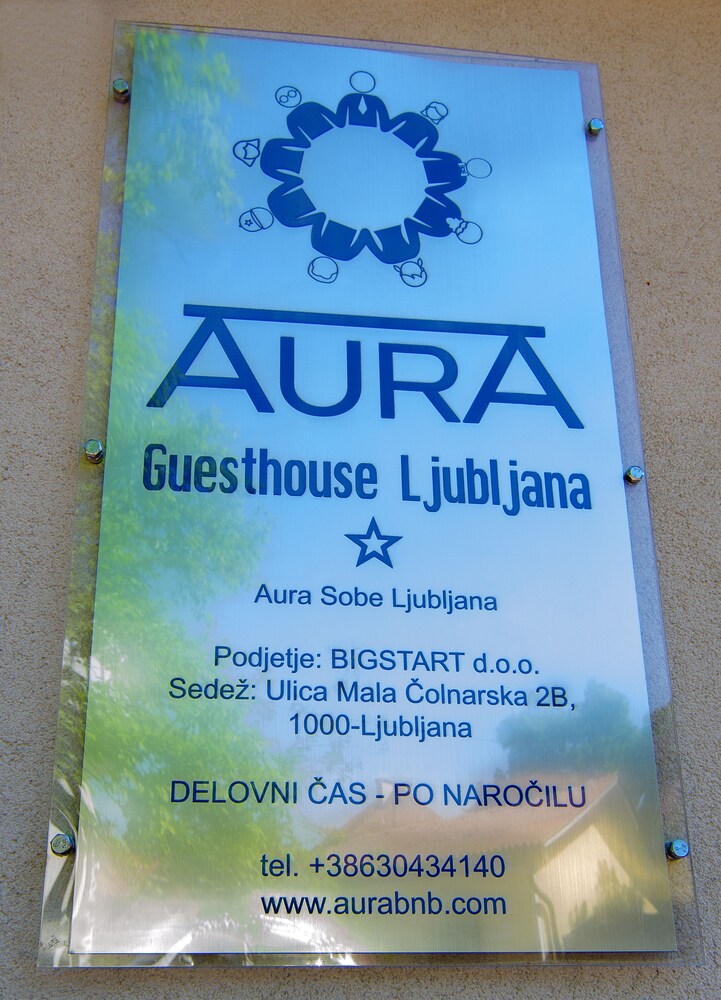 AURA
Guesthouse Ljubljana
Aura Sobe Ljubljana
Podjetje: BIGSTART d.o.o.
Sedež: Ulica Mala Čolnarska 2B,
1000-Ljubljana
DELOVNI ČAS - PO NAROČILU
tel. +38630434140
www.aurabnb.com